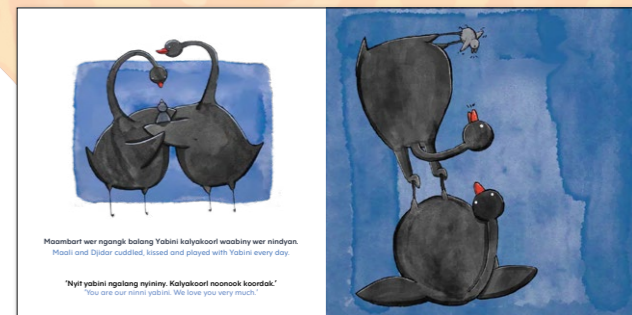 Maambart wer ngangk balang Yabini kalyakoorl waabiny wer nindyan.
Maali and Djidar cuddled, kissed and played with Yabini every day.
"Nyit yabini ngalang nyininy. Kalyakoorl noonook koordak."
"You are our ninni yabini. We love you very much."